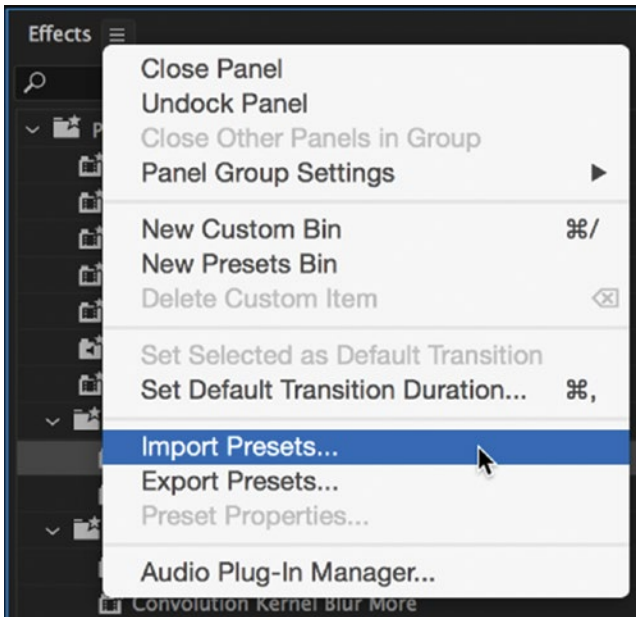 Effects
Close Panel
Undock Panel
Close Other Panels in Group
Panel Group Settings
New Custom Bin ⌘/
New Presets Bin
Delete Custom Item
Set Selected as Default Transition
Set Default Transition Duration... ⌘,
Import Presets...
Export Presets...
Preset Properties...
Audio Plug-In Manager...
Convolution Kernel Blur More